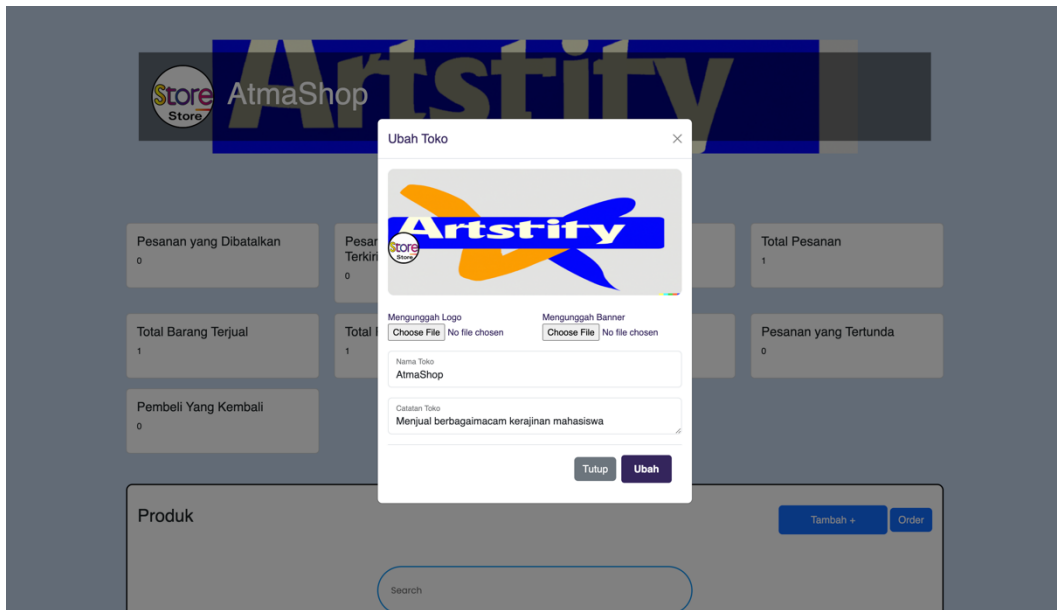 Artstity
Store
Store
AtmaShop
Ubah Toko
Artstity
Store
Store
Mengunggah Logo
Mengunggah Banner
Choose File No file chosen
Choose File No file chosen
Nama Toko
AtmaShop
Catatan Toko
Menjual berbagaimacam kerajinan mahasiswa
Tutup
Ubah
Pesanan yang Dibatalkan
0
0
Total Pesanan
1
Total Barang Terjual
1
Total
1
Pesanan yang Tertunda
0
Pembeli Yang Kembali
0
Produk
Tambah +
Order
Search